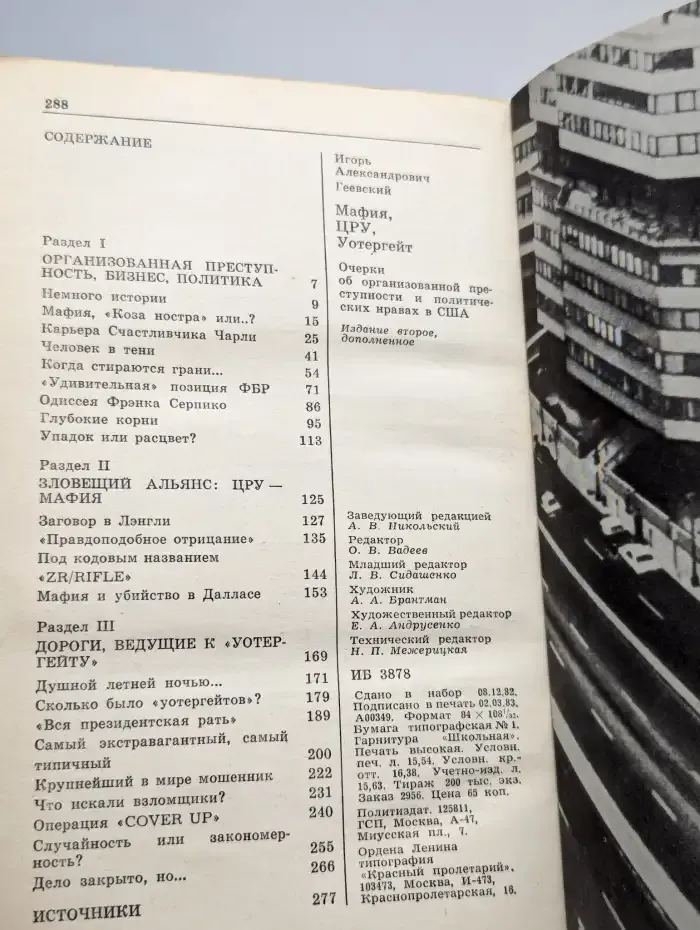 288
СОДЕРЖАНИЕ
Раздел I
ОРГАНИЗОВАННАЯ ПРЕСТУП-
НОСТЬ, БИЗНЕС, ПОЛИТИКА 7
Немного истории 9
Мафия, «Коза ностра» или..? 15
Карьера Счастливчика Чарли 25
Человек в тени 41
Когда стираются грани... 54
«Удивительная» позиция ФБР 71
Одиссея Фрэнка Серпико 86
Глубокие корни 95
Упадок или расцвет? 113
Раздел II
ЗЛОВЕЩИЙ АЛЬЯНС: ЦРУ —
МАФИЯ 125
Заговор в Лэнгли 127
«Правдоподобное отрицание» 135
Под кодовым названием
«ZR/RIFLE» 144
Мафия и убийство в Далласе 153
Раздел III
ДОРОГИ, ВЕДУЩИЕ К «УОТЕР-
ГЕЙТУ» 169
Душной летней ночью... 171
Сколько было «уотергейтов»? 179
«Вся президентская рать» 189
Самый экстравагантный, самый
типичный 200
Крупнейший в мире мошенник 222
Что искали взломщики? 231
Операция «COVER UP» 240
Случайность или закономер-
ность? 255
Дело закрыто, но... 266
ИСТОЧНИКИ 277
Игорь
Александрович
Геевский
Мафия,
ЦРУ,
Уотергейт
Очерки
об организованной пре-
ступности и политиче-
ских нравах в США
Издание второе,
дополненное
Заведующий редакцией
А. В. Никольский
Редактор
О. В. Вадеев
Младший редактор
Л. В. Сидашенко
Художник
А. А. Брантман
Художественный редактор
Е. А. Андрусенко
Технический редактор
Н. П. Межерицкая
ИБ 3878
Сдано в набор 08.12.82.
Подписано в печать 02.03.83.
А00349. Формат 84 × 108 1/32.
Бумага типографская № 1.
Гарнитура «Школьная».
Печать высокая. Условн.
печ. л. 15,54. Условн. кр.-
отт. 16,38. Учетно-изд. л.
15,63. Тираж 200 тыс. экз.
Заказ 2956. Цена 65 коп.
Политиздат. 125811,
ГСП, Москва, А-47,
Миусская пл., 7.
Ордена Ленина
типография
«Красный пролетарий».
103473, Москва, И-473,
Краснопролетарская, 16.